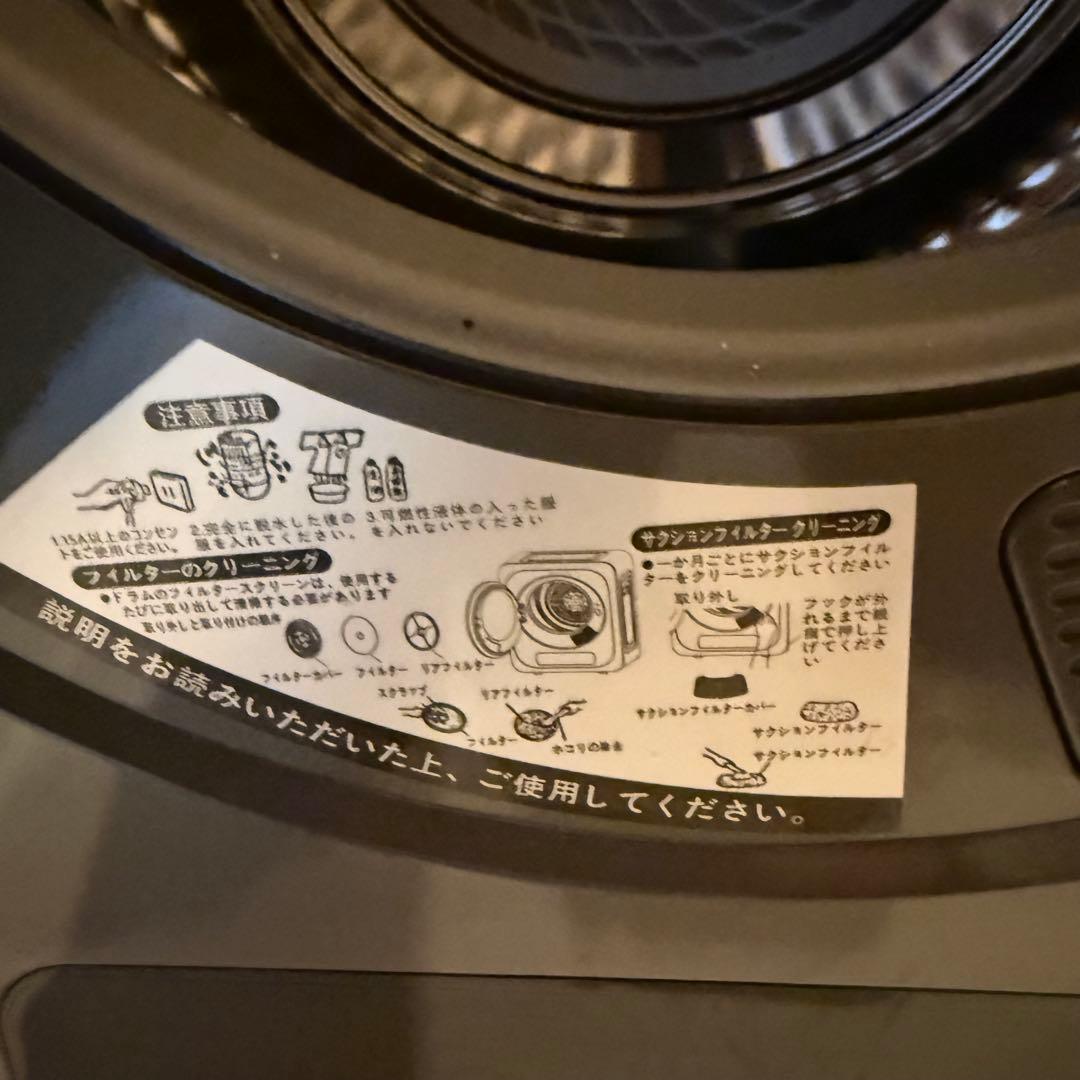 注意事項
1.15A以上のコンセン
トをご使用ください。
2.完全に脱水した後の
服を入れてください。
3.可燃性液体の入った服
を入れないでください
フィルターのクリーニング
●ドラムのフィルタースクリーンは、使用する
たびに取り出して清掃する必要があります
取り外しと取り付けの順序
フィルターカバー
フィルター
リアフィルター
スクラップ
フィルター
リアフィルター
ホコリの除去
サクションフィルター クリーニング
●一か月ごとにサクションフィル
ターをクリーニングしてください
取り外し
フックが外
れるまで親
指で押し上
げてくださ
い
サクションフィルターカバー
サクションフィルター
サクションフィルター
説明をお読みいただいた上、ご使用してください。